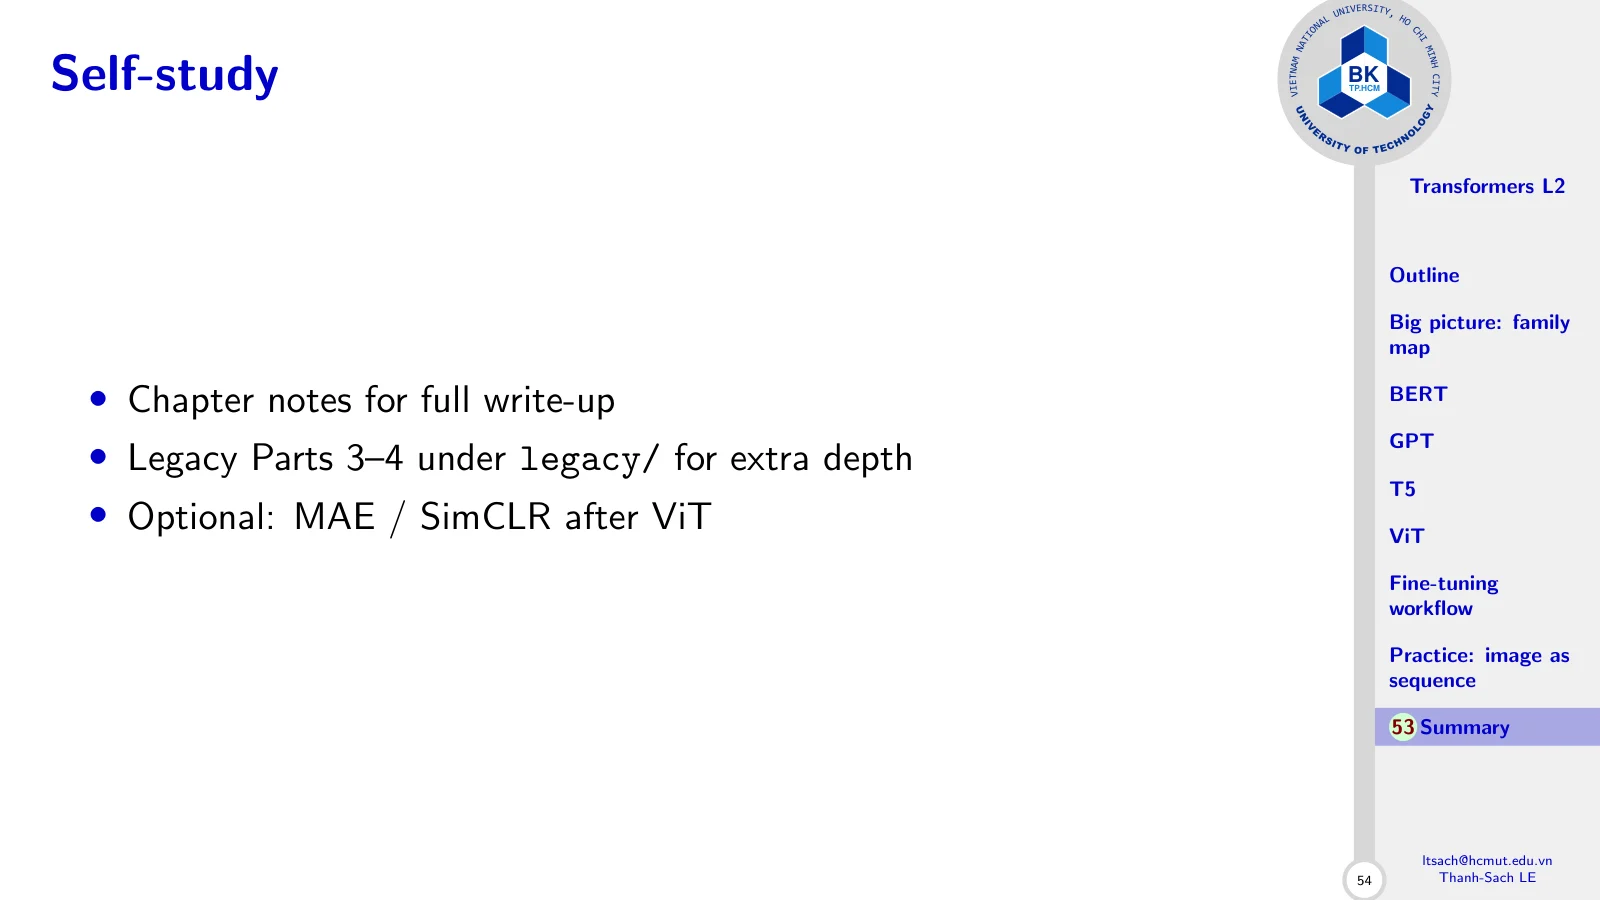 Self-study
• Chapter notes for full write-up
• Legacy Parts 3–4 under legacy/ for extra depth
• Optional: MAE / SimCLR after ViT
VIETNAM NATIONAL UNIVERSITY, HO CHI MINH CITY
BK
TP.HCM
UNIVERSITY OF TECHNOLOGY
Transformers L2
Outline
Big picture: family
map
BERT
GPT
T5
ViT
Fine-tuning
workflow
Practice: image as
sequence
53 Summary
ltsach@hcmut.edu.vn
Thanh-Sach LE
54